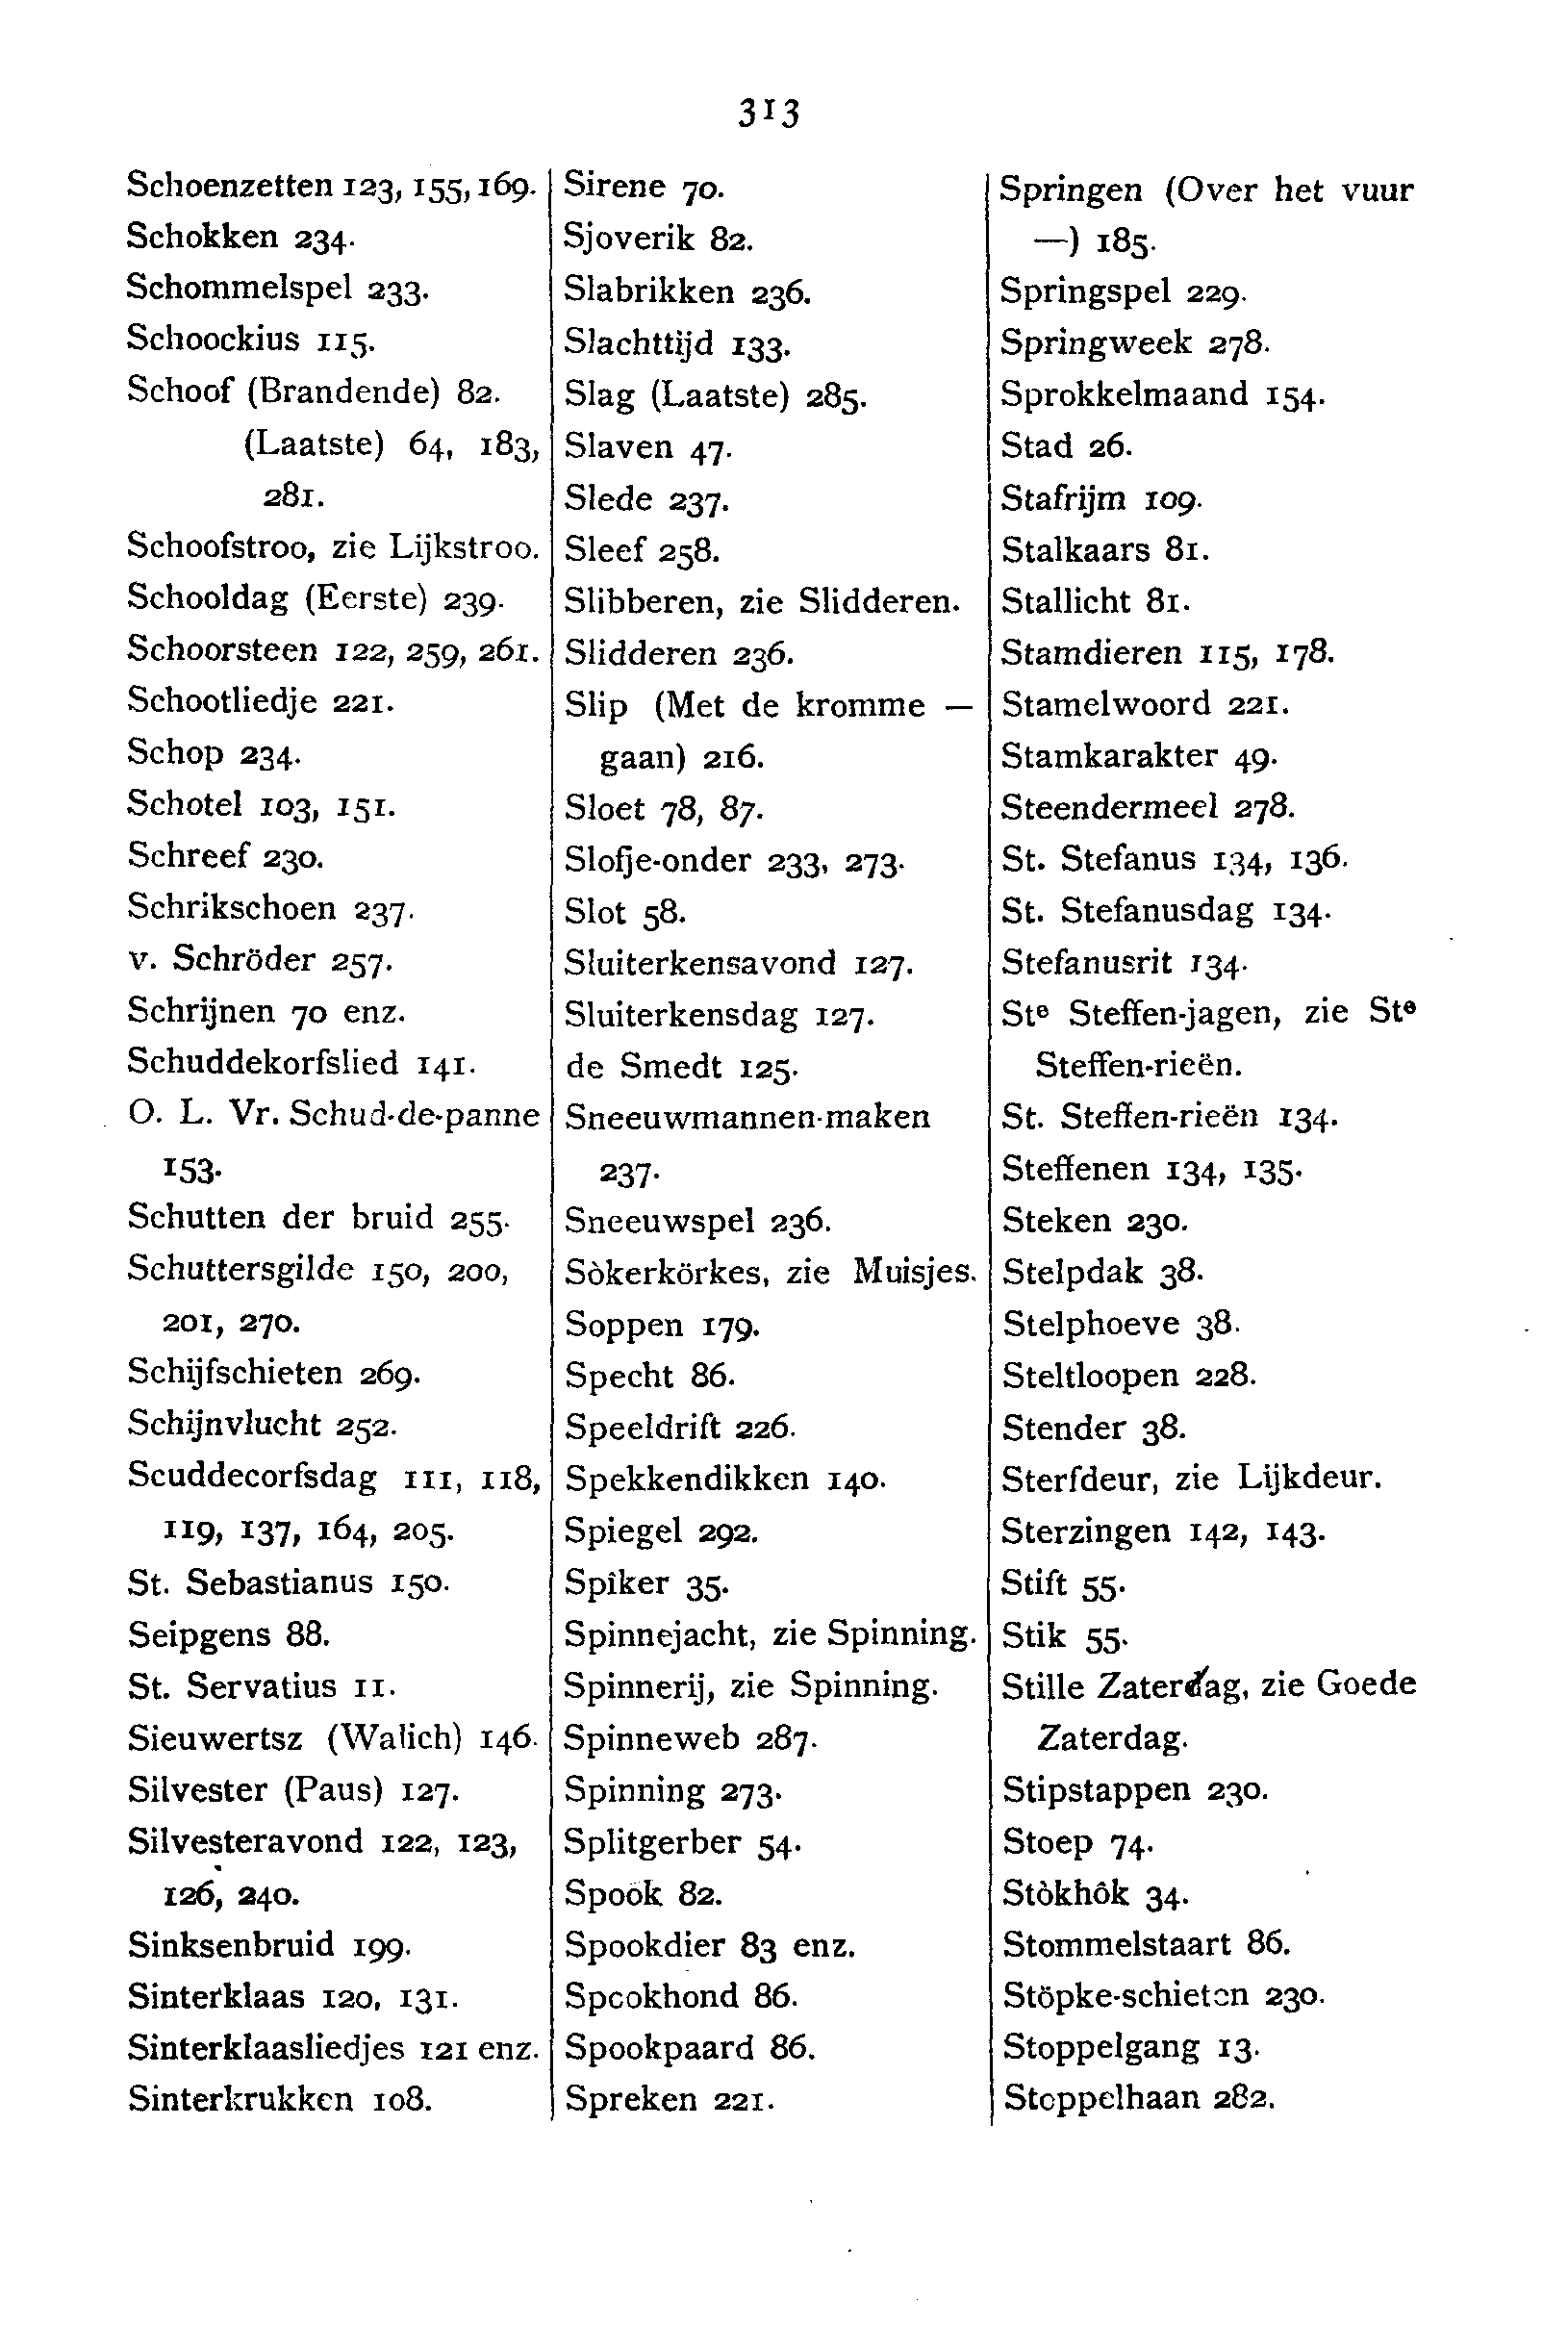 313
Schoenzetten 123, 155, 169.
Schokken 234.
Schommelspel 233.
Schoockius 115.
Schoof (Brandende) 82.
(Laatste) 64, 183,
281.
Schoofstroo, zie Lijkstroo.
Schooldag (Eerste) 239.
Schoorsteen 122, 259, 261.
Schootliedje 221.
Schop 234.
Schotel 103, 151.
Schreef 230.
Schrikschoen 237.
v. Schröder 257.
Schrijnen 70 enz.
Schuddekorfslied 141.
O. L. Vr. Schud-de-panne
153.
Schutten der bruid 255.
Schuttersgilde 150, 200,
201, 270.
Schijfschieten 269.
Schijnvlucht 252.
Scuddecorfsdag 111, 118,
119, 137, 164, 205.
St. Sebastianus 150.
Seipgens 88.
St. Servatius 11.
Sieuwertsz (Walich) 146.
Silvester (Paus) 127.
Silvesteravond 122, 123,
126, 240.
Sinksenbruid 199.
Sinterklaas 120, 131.
Sinterklaasliedjes 121 enz.
Sinterkrukken 108.
Sirene 70.
Sjoverik 82.
Slabrikken 236.
Slachttijd 133.
Slag (Laatste) 285.
Slaven 47.
Slede 237.
Sleef 258.
Slibberen, zie Slidderen.
Slidderen 236.
Slip (Met de kromme —
gaan) 216.
Sloet 78, 87.
Slofje-onder 233, 273.
Slot 58.
Sluiterkensavond 127.
Sluiterkensdag 127.
de Smedt 125.
Sneeuwmannen-maken
237.
Sneeuwspel 236.
Sòkerkörkes, zie Muisjes.
Soppen 179.
Specht 86.
Speeldrift 226.
Spekkendikken 140.
Spiegel 292.
Spîker 35.
Spinnejacht, zie Spinning.
Spinnerij, zie Spinning.
Spinneweb 287.
Spinning 273.
Splitgerber 54.
Spook 82.
Spookdier 83 enz.
Spookhond 86.
Spookpaard 86.
Spreken 221.
Springen (Over het vuur
—) 185.
Springspel 229.
Springweek 278.
Sprokkelmaand 154.
Stad 26.
Stafrijm 109.
Stalkaars 81.
Stallicht 81.
Stamdieren 115, 178.
Stamelwoord 221.
Stamkarakter 49.
Steendermeel 278.
St. Stefanus 134, 136.
St. Stefanusdag 134.
Stefanusrit 134.
Stᵉ Steffen-jagen, zie Stᵉ
Steffen-rieën.
St. Steffen-rieën 134.
Steffenen 134, 135.
Steken 230.
Stelpdak 38.
Stelphoeve 38.
Steltloopen 228.
Stender 38.
Sterfdeur, zie Lijkdeur.
Sterzingen 142, 143.
Stift 55.
Stik 55.
Stille Zaterdag, zie Goede
Zaterdag.
Stipstappen 230.
Stoep 74.
Stòkhôk 34.
Stommelstaart 86.
Stöpke-schieten 230.
Stoppelgang 13.
Stoppelhaan 282.